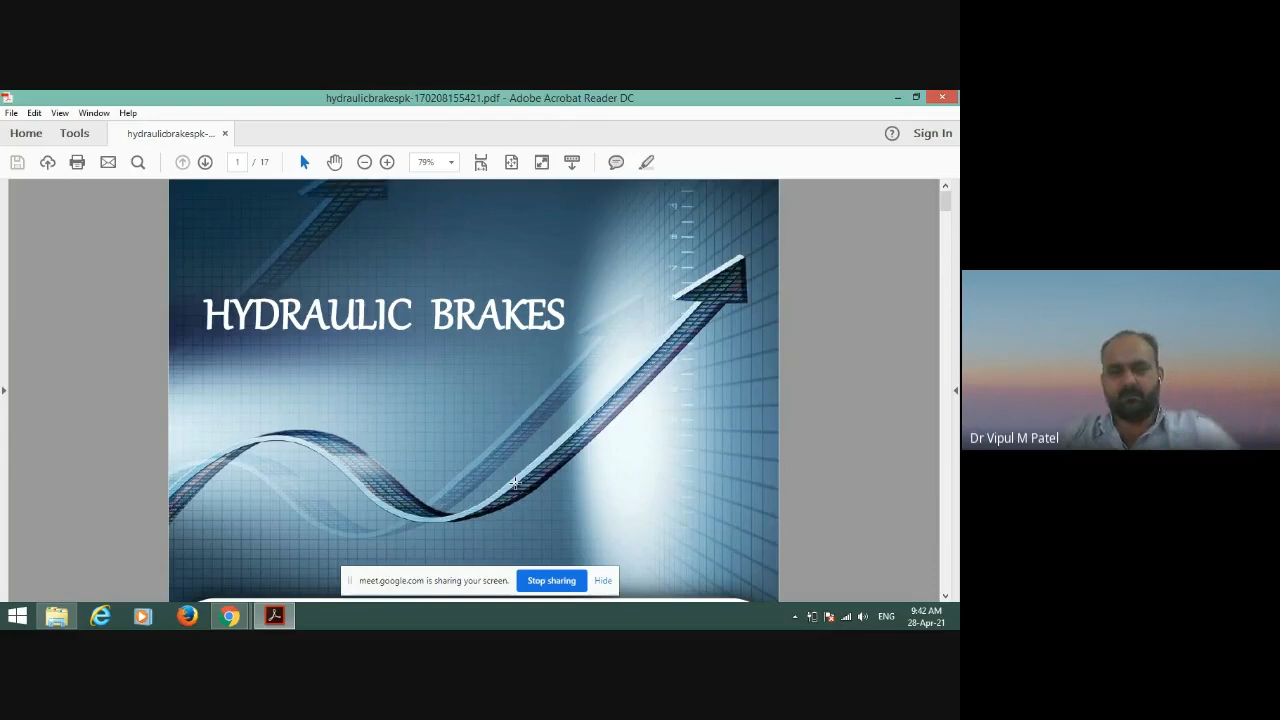 hydraulicbrakespk-170208155421.pdf - Adobe Acrobat Reader DC
File Edit View Window Help
Home Tools hydraulicbrakespk-... × Sign In
1 / 17 79%
HYDRAULIC BRAKES
Dr Vipul M Patel
meet.google.com is sharing your screen. Stop sharing Hide
ENG 9:42 AM
28-Apr-21